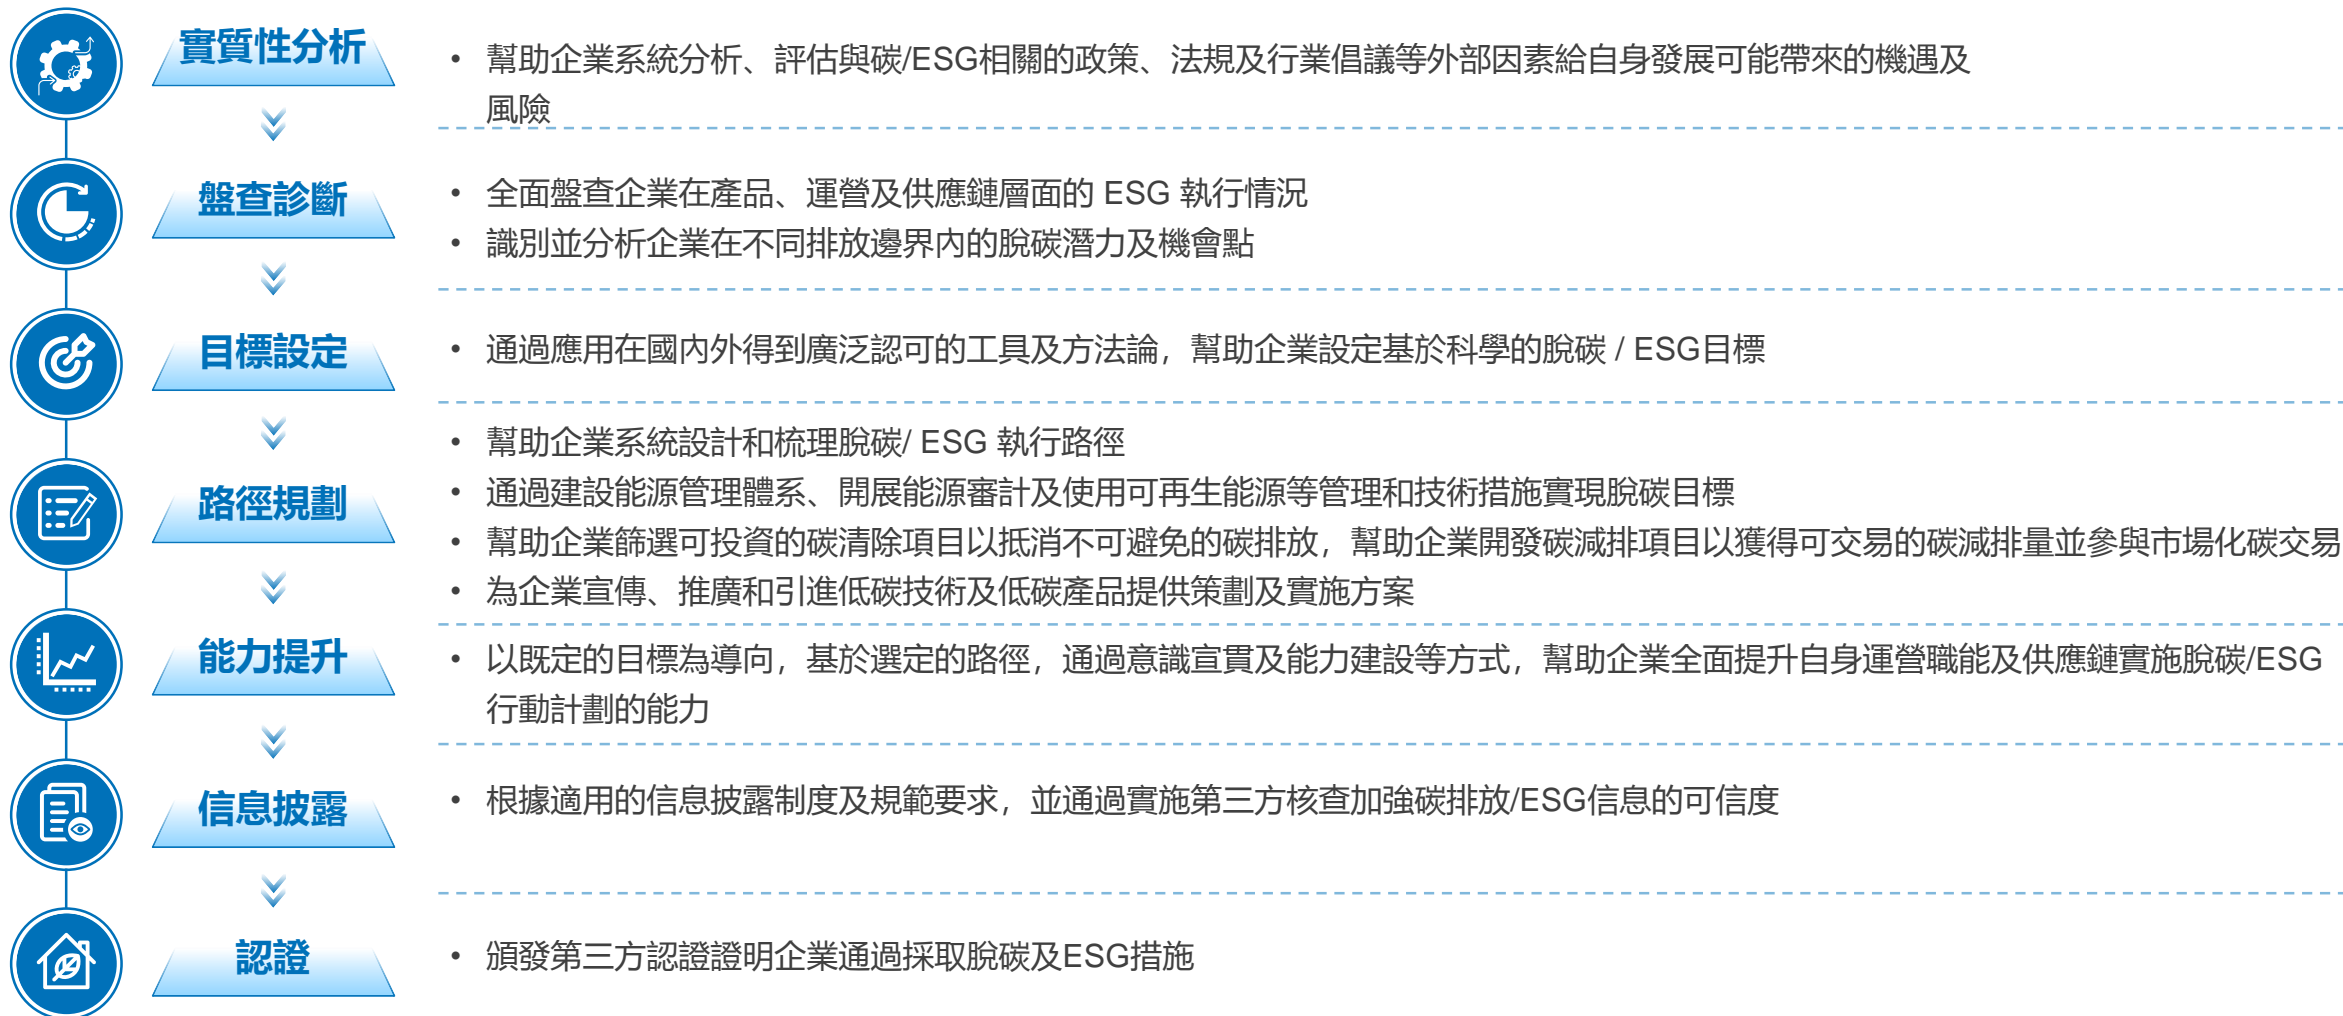 實質性分析
• 幫助企業系統分析、評估與碳/ESG相關的政策、法規及行業倡議等外部因素給自身發展可能帶來的機遇及
風險
盤查診斷
• 全面盤查企業在產品、運營及供應鏈層面的 ESG 執行情況
• 識別並分析企業在不同排放邊界內的脫碳潛力及機會點
目標設定
• 通過應用在國內外得到廣泛認可的工具及方法論，幫助企業設定基於科學的脫碳 / ESG目標
路徑規劃
• 幫助企業系統設計和梳理脫碳/ ESG 執行路徑
• 通過建設能源管理體系、開展能源審計及使用可再生能源等管理和技術措施實現脫碳目標
• 幫助企業篩選可投資的碳清除項目以抵消不可避免的碳排放，幫助企業開發碳減排項目以獲得可交易的碳減排量並參與市場化碳交易
• 為企業宣傳、推廣和引進低碳技術及低碳產品提供策劃及實施方案
能力提升
• 以既定的目標為導向，基於選定的路徑，通過意識宣貫及能力建設等方式，幫助企業全面提升自身運營職能及供應鏈實施脫碳/ESG
行動計劃的能力
信息披露
• 根據適用的信息披露制度及規範要求，並通過實施第三方核查加強碳排放/ESG信息的可信度
認證
• 頒發第三方認證證明企業通過採取脫碳及ESG措施